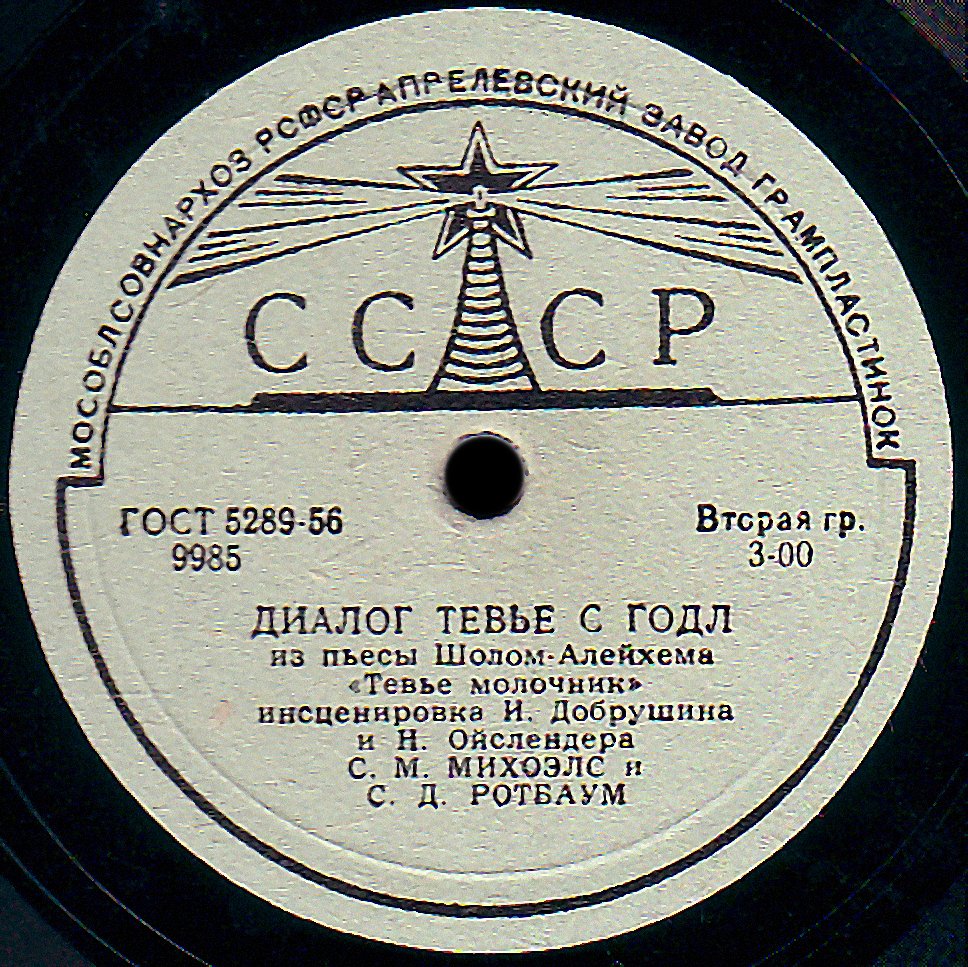 МОСОБЛСОВНАРХОЗ РСФСР-АПРЕЛЕВСКИЙ ЗАВОД ГРАМПЛАСТИНОК
СССР
ГОСТ 5289-56
9985
Вторая гр.
3-00
ДИАЛОГ ТЕВЬЕ С ГОДЛ
из пьесы Шолом-Алейхема
«Тевье молочник»
инсценировка И. Добрушина
и Н. Ойслендера
С. М. МИХОЭЛС и
С. Д. РОТБАУМ